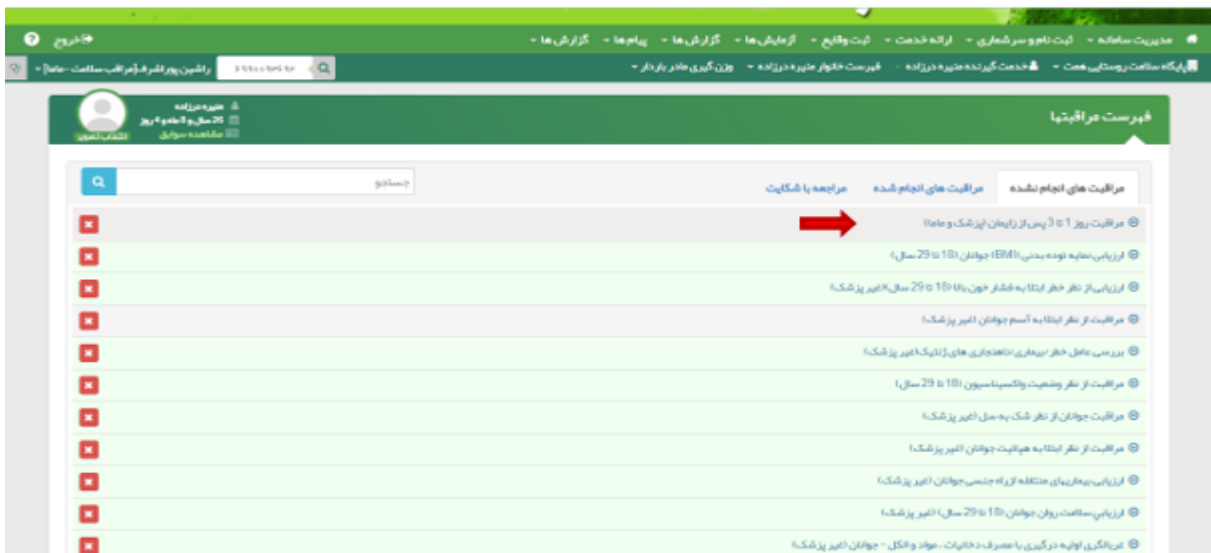 مدیریت سامانه ثبت نام و سرشماری ارائه خدمت ثبت وقایع آزمایش ها گزارش ها پیام ها گزارش ها خروج
پایگاه سلامت روستایی همت خدمت گیرنده منیره درزاده فهرست خانوار منیره درزاده وزن گیری مادر باردار
فهرست مراقبتها
منیره درزاده
مشاهده سوابق
انتخاب تصویر
مراقبت های انجام نشده مراقبت های انجام شده مراجعه با شکایت جستجو
مراقبت روز 1 تا 3 پس از زایمان (پزشک و ماما)
ارزیابی نمایه توده بدنی (BMI) جوانان (18 تا 29 سال)
ارزیابی از نظر خطر ابتلا به فشار خون بالا (18 تا 29 سال)(غیر پزشک)
مراقبت از نظر ابتلا به آسم جوانان (غیر پزشک)
بررسی عامل خطر/بیماری/ناهنجاری های ژنتیک(غیر پزشک)
مراقبت از نظر وضعیت واکسیناسیون (18 تا 29 سال)
مراقبت جوانان از نظر شک به سل (غیر پزشک)
مراقبت از نظر ابتلا به هپاتیت جوانان (غیر پزشک)
ارزیابی بیماریهای منتقله از راه جنسی جوانان (غیر پزشک)
ارزیابی سلامت روان جوانان (18 تا 29 سال) (غیر پزشک)
غربالگری اولیه درگیری با مصرف دخانیات، مواد و الکل - جوانان (غیر پزشک)